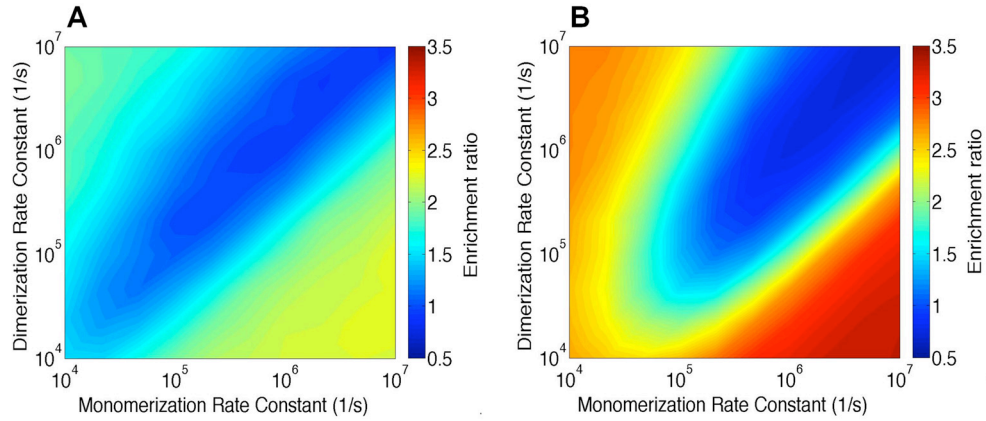 A
B
10^7
10^6
10^5
10^4
Dimerization Rate Constant (1/s)
10^4 10^5 10^6 10^7
Monomerization Rate Constant (1/s)
3.5
3
2.5
2
1.5
1
0.5
Enrichment ratio
10^7
10^6
10^5
10^4
Dimerization Rate Constant (1/s)
10^4 10^5 10^6 10^7
Monomerization Rate Constant (1/s)
3.5
3
2.5
2
1.5
1
0.5
Enrichment ratio